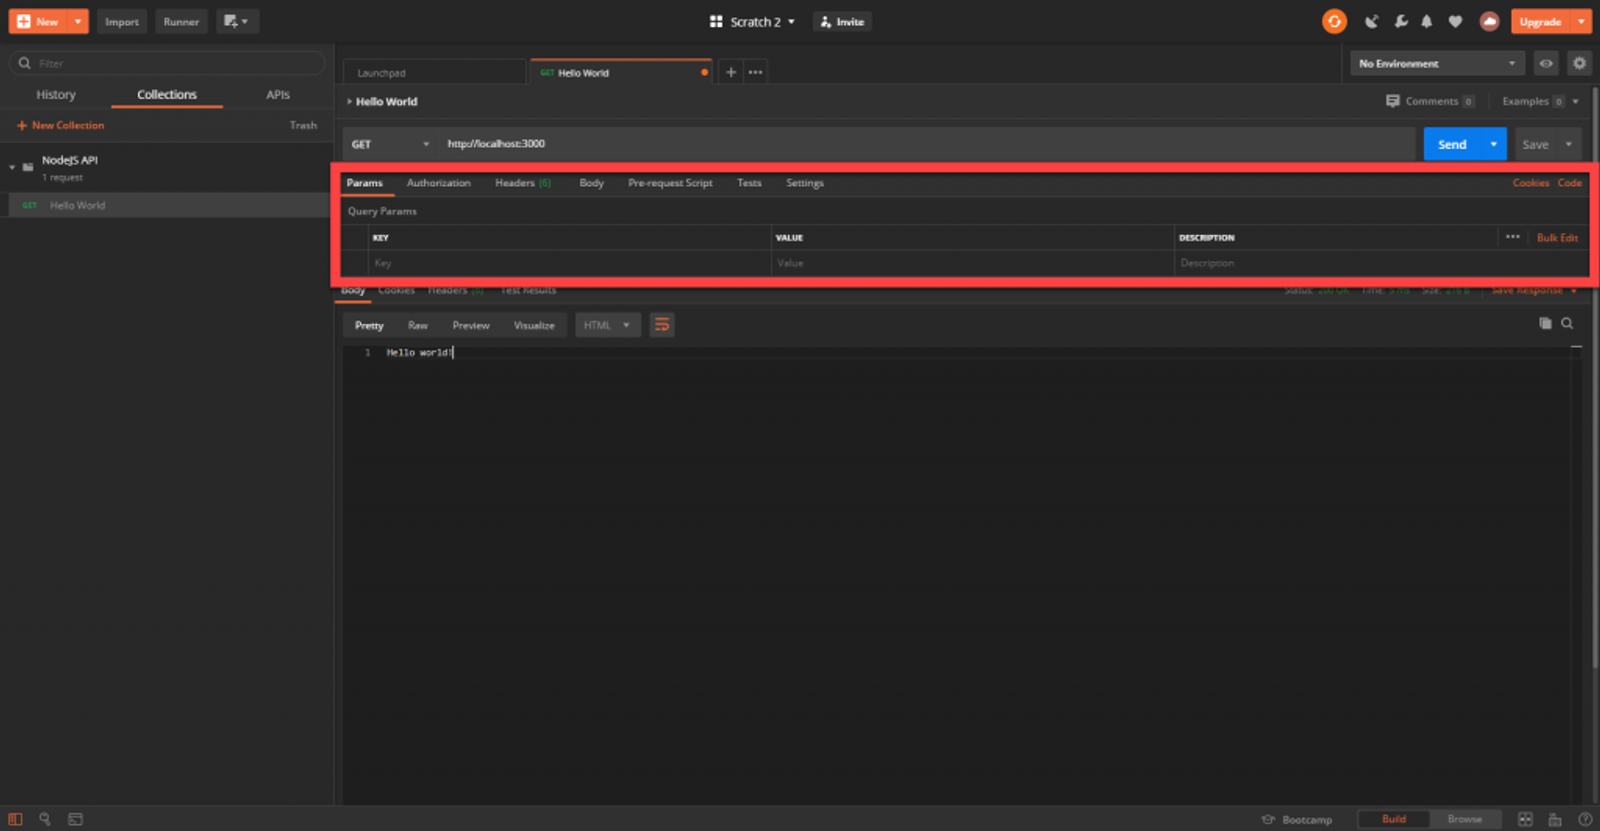 New Import Runner Scratch 2 Invite Upgrade
Filter
Launchpad GET Hello World No Environment
History Collections APIs
Hello World Comments 0 Examples 0
New Collection Trash
GET http://localhost:3000 Send Save
NodeJS API
1 request
Params Authorization Headers (6) Body Pre-request Script Tests Settings Cookies Code
GET Hello World
Query Params
KEY VALUE DESCRIPTION Bulk Edit
Key Value Description
Body Cookies Headers (6) Test Results Status: 200 OK Time: 5 ms Size: 216 B Save Response
Pretty Raw Preview Visualize HTML
1 Hello world!
Bootcamp Build Browse